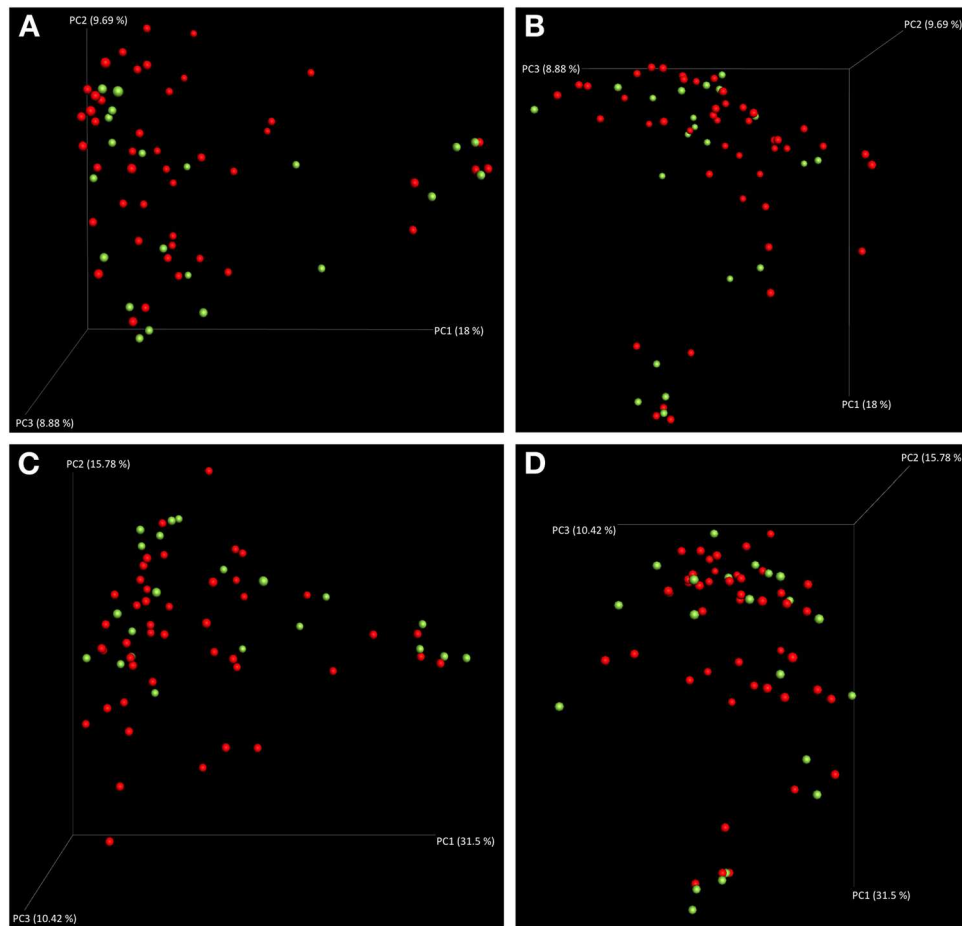 A
PC2 (9.69 %)
PC1 (18 %)
PC3 (8.88 %)
B
PC2 (9.69 %)
PC3 (8.88 %)
PC1 (18 %)
C
PC2 (15.78 %)
PC1 (31.5 %)
PC3 (10.42 %)
D
PC2 (15.78 %)
PC3 (10.42 %)
PC1 (31.5 %)